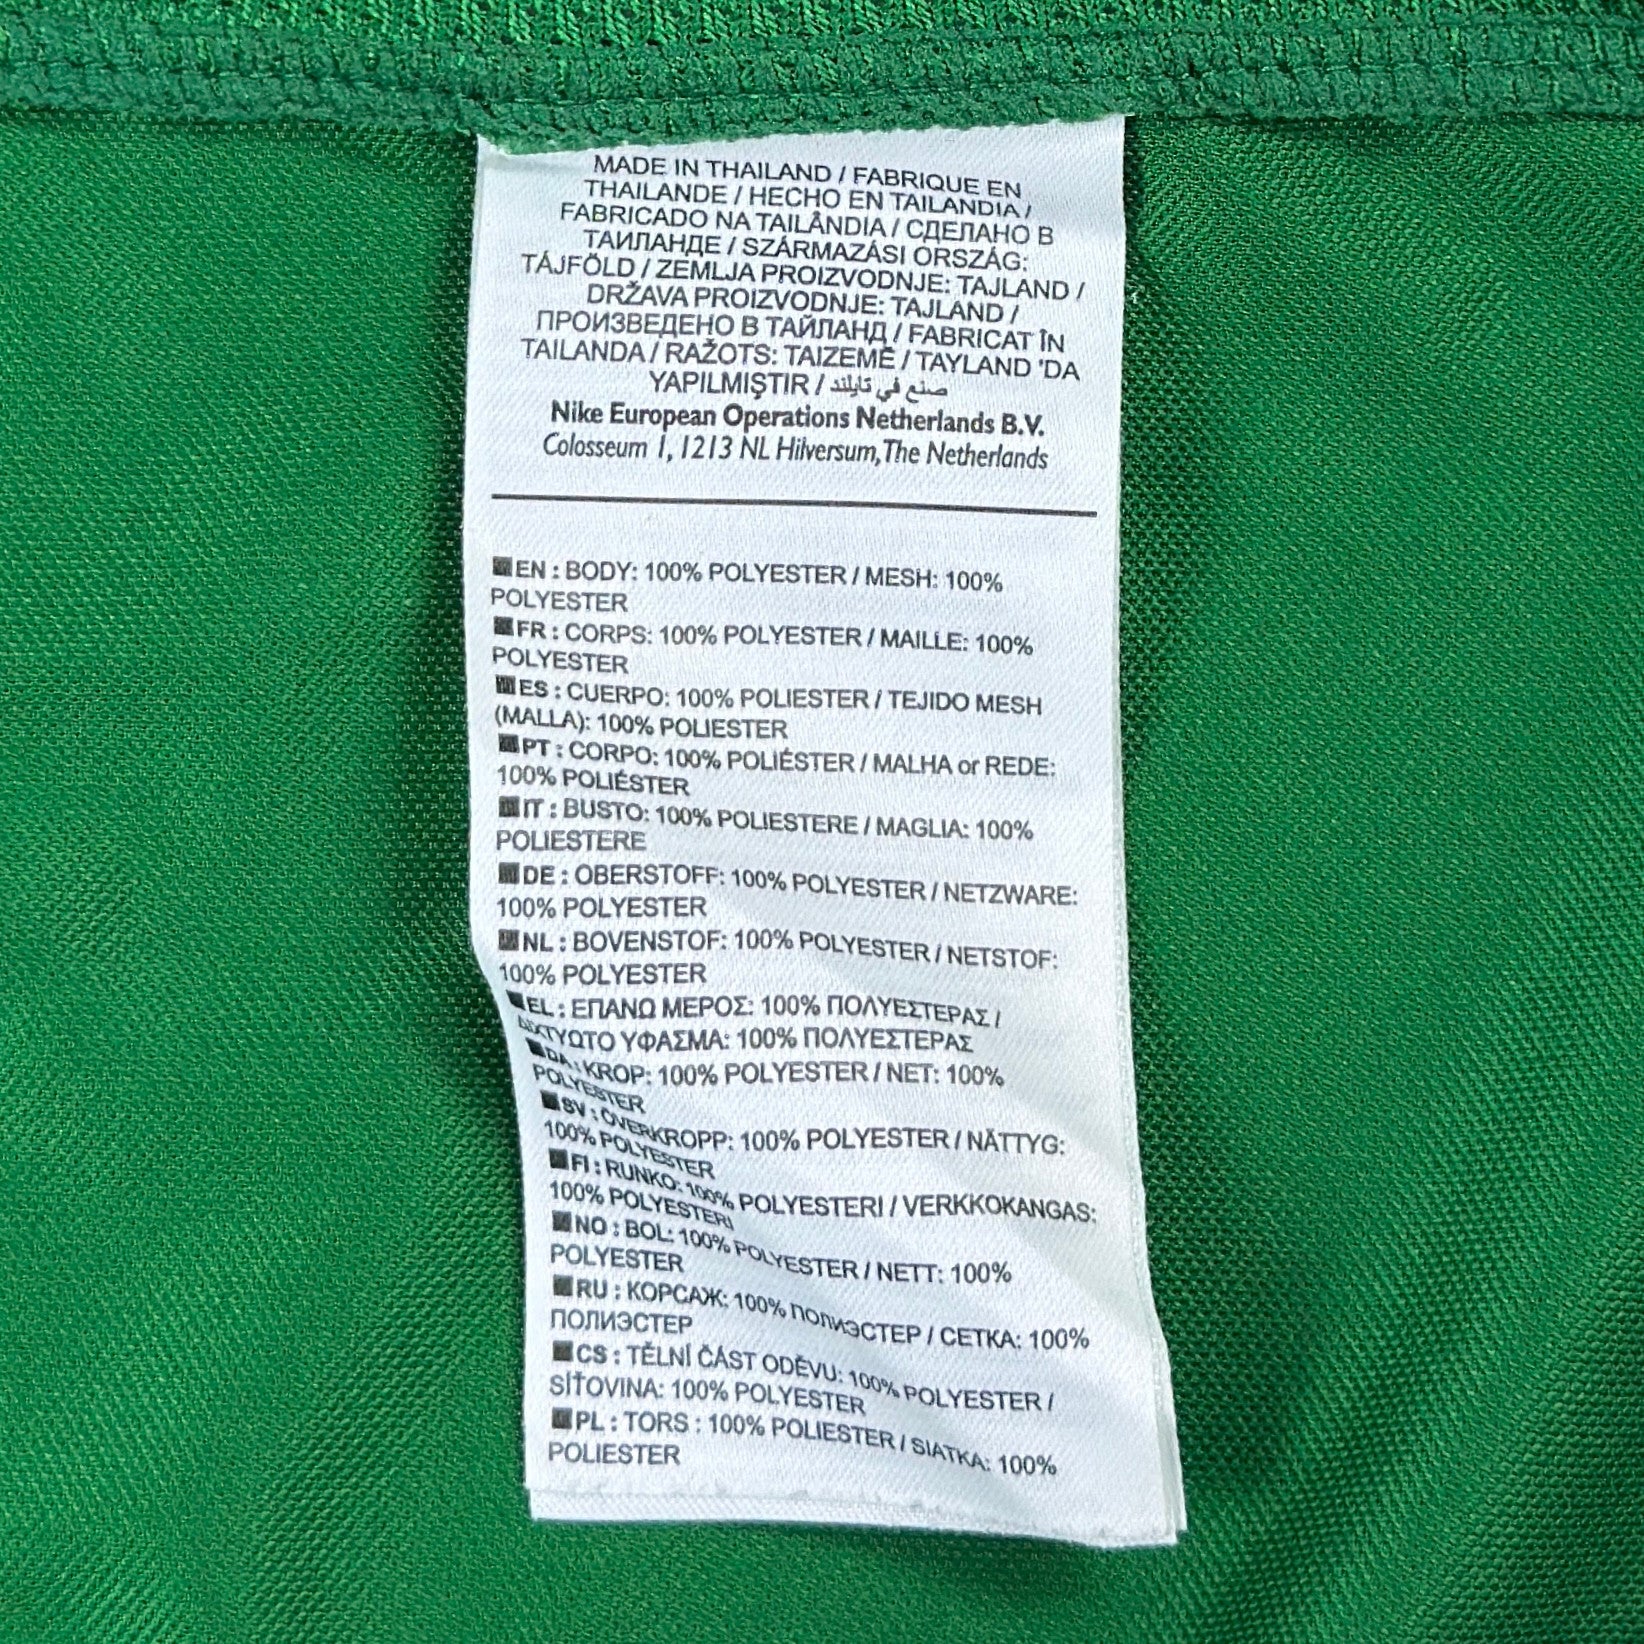 MADE IN THAILAND / FABRIQUE EN
THAILANDE / HECHO EN TAILANDIA /
FABRICADO NA TAILÂNDIA / СДЕЛАНО В
ТАИЛАНДЕ / SZÁRMAZÁSI ORSZÁG:
TÁJFÖLD / ZEMLJA PROIZVODNJE: TAJLAND /
DRŽAVA PROIZVODNJE: TAJLAND /
ПРОИЗВЕДЕНО В ТАЙЛАНД / FABRICAT ÎN
TAILANDA / RAŽOTS: TAIZEMĒ / TAYLAND 'DA
YAPILMIŞTIR / صنع في تايلند
Nike European Operations Netherlands B.V.
Colosseum 1, 1213 NL Hilversum, The Netherlands
EN : BODY: 100% POLYESTER / MESH: 100%
POLYESTER
FR : CORPS: 100% POLYESTER / MAILLE: 100%
POLYESTER
ES : CUERPO: 100% POLIESTER / TEJIDO MESH
(MALLA): 100% POLIESTER
PT : CORPO: 100% POLIÉSTER / MALHA or REDE:
100% POLIÉSTER
IT : BUSTO: 100% POLIESTERE / MAGLIA: 100%
POLIESTERE
DE : OBERSTOFF: 100% POLYESTER / NETZWARE:
100% POLYESTER
NL : BOVENSTOF: 100% POLYESTER / NETSTOF:
100% POLYESTER
EL : ΕΠΑΝΩ ΜΕΡΟΣ: 100% ΠΟΛΥΕΣΤΕΡΑΣ /
ΔΙΧΤΥΩΤΟ ΥΦΑΣΜΑ: 100% ΠΟΛΥΕΣΤΕΡΑΣ
DA : KROP: 100% POLYESTER / NET: 100%
POLYESTER
SV : ÖVERKROPP: 100% POLYESTER / NÄTTYG:
100% POLYESTER
FI : RUNKO: 100% POLYESTERI / VERKKOKANGAS:
100% POLYESTERI
NO : BOL: 100% POLYESTER / NETT: 100%
POLYESTER
RU : КОРСАЖ: 100% ПОЛИЭСТЕР / СЕТКА: 100%
ПОЛИЭСТЕР
CS : TĚLNÍ ČÁST ODĚVU: 100% POLYESTER /
SÍŤOVINA: 100% POLYESTER
PL : TORS : 100% POLIESTER / SIATKA: 100%
POLIESTER